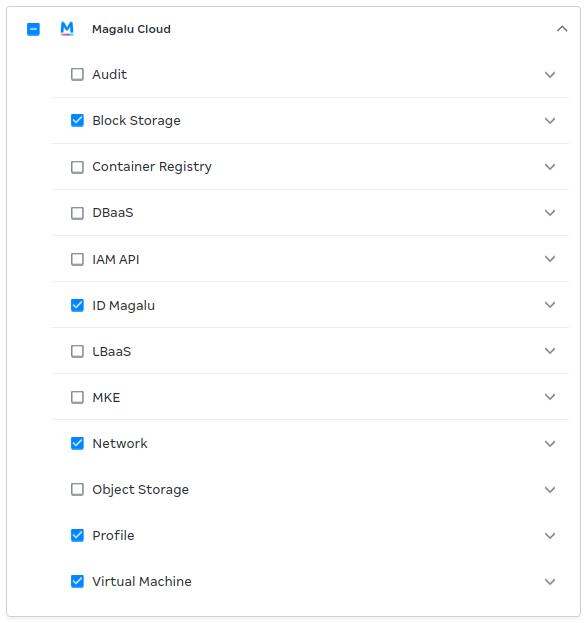 Magalu Cloud
Audit
Block Storage
Container Registry
DBaaS
IAM API
ID Magalu
LBaaS
MKE
Network
Object Storage
Profile
Virtual Machine